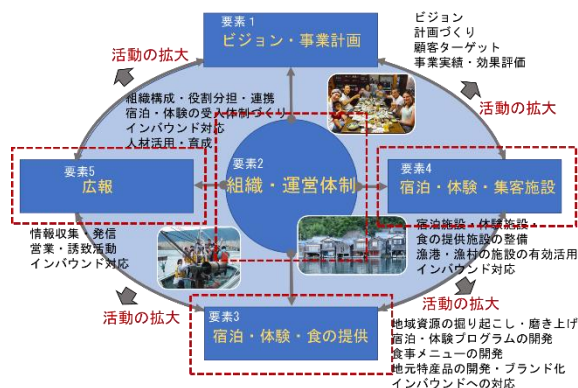 要素1
ビジョン・事業計画
ビジョン
計画づくり
顧客ターゲット
事業実績・効果評価
活動の拡大
活動の拡大
組織構成・役割分担・連携
宿泊・体験の受入体制づくり
インバウンド対応
人材活用・育成
要素2
組織・運営体制
要素5
広報
要素4
宿泊・体験・集客施設
情報収集・発信
営業・誘致活動
インバウンド対応
宿泊施設・体験施設・
食の提供施設の整備
漁港・漁村の施設の有効活用
インバウンド対応
活動の拡大
活動の拡大
要素3
宿泊・体験・食の提供
地域資源の掘り起こし・磨き上げ
宿泊・体験プログラムの開発
食事メニューの開発
地元特産品の開発・ブランド化
インバウンドへの対応